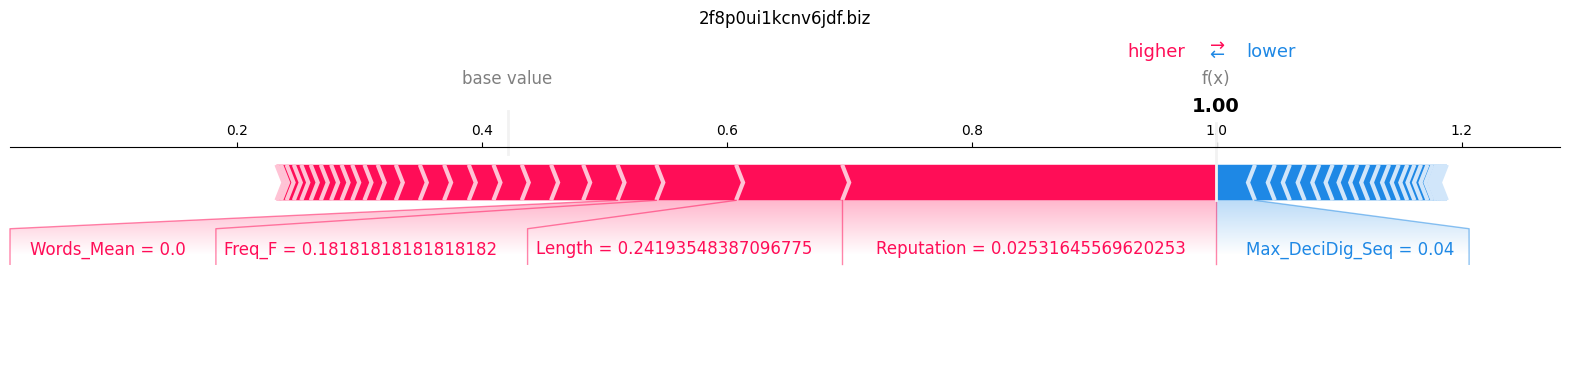 2f8p0ui1kcnv6jdf.biz
higher ⇄ lower
base value f(x)
1.00
0.2 0.4 0.6 0.8 1 0 1.2
Words_Mean = 0.0 Freq_F = 0.18181818181818182 Length = 0.24193548387096775 Reputation = 0.02531645569620253 Max_DeciDig_Seq = 0.04